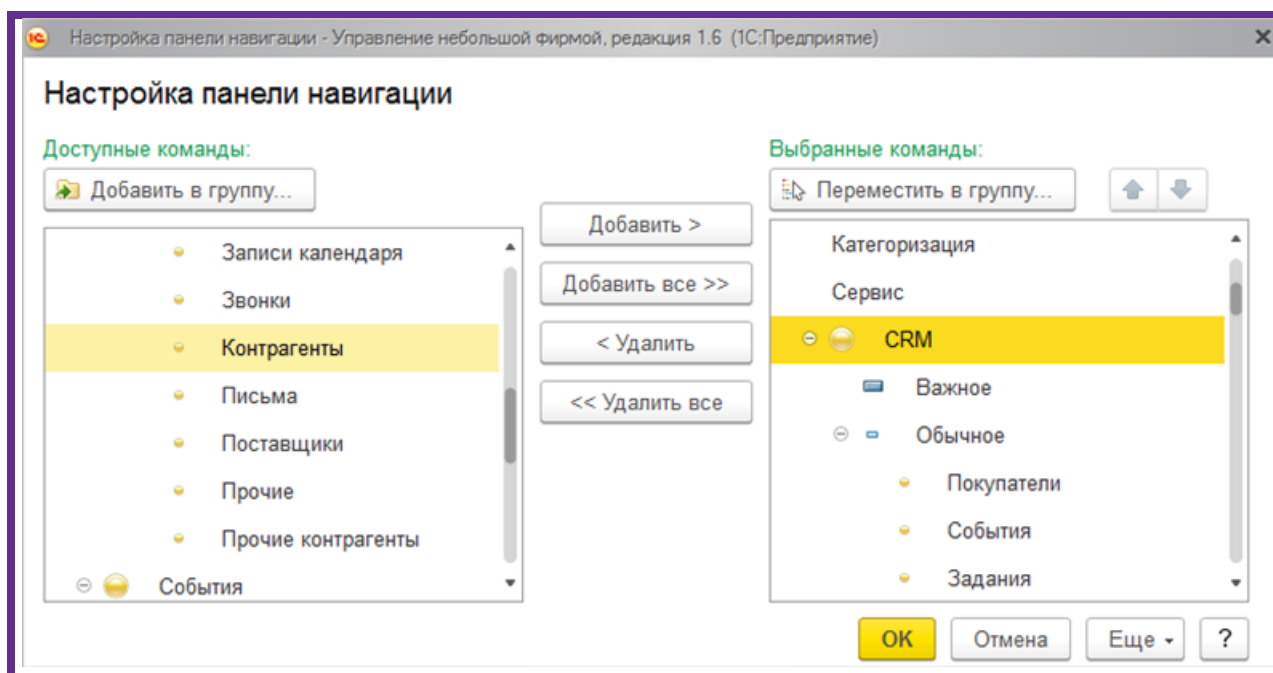 1С Настройка панели навигации - Управление небольшой фирмой, редакция 1.6 (1С:Предприятие)
Настройка панели навигации
Доступные команды:
Добавить в группу...
Записи календаря
Звонки
Контрагенты
Письма
Поставщики
Прочие
Прочие контрагенты
События
Добавить >
Добавить все >>
< Удалить
<< Удалить все
Выбранные команды:
Переместить в группу...
Категоризация
Сервис
CRM
Важное
Обычное
Покупатели
События
Задания
ОК
Отмена
Еще
?